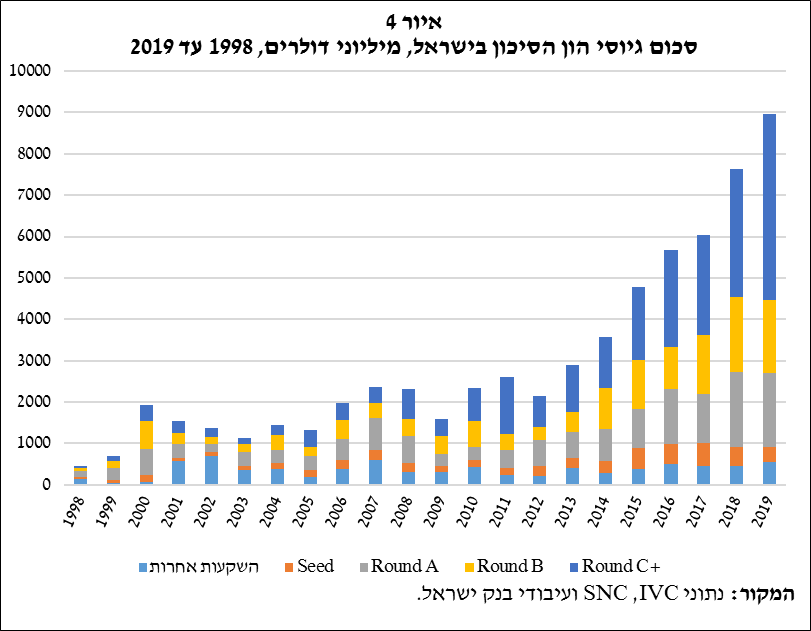 איור 4
סכום גיוסי הון הסיכון בישראל, מיליוני דולרים, 1998 עד 2019
10000
9000
8000
7000
6000
5000
4000
3000
2000
1000
0
1998 1999 2000 2001 2002 2003 2004 2005 2006 2007 2008 2009 2010 2011 2012 2013 2014 2015 2016 2017 2018 2019
השקעות אחרות Seed Round A Round B Round C+
המקור: נתוני SNC ,IVC ועיבודי בנק ישראל.